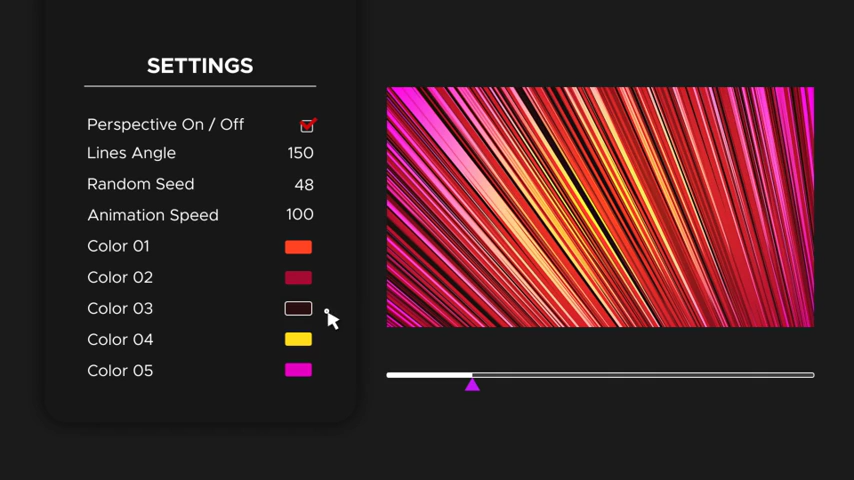 SETTINGS
Perspective On / Off
Lines Angle 150
Random Seed 48
Animation Speed 100
Color 01
Color 02
Color 03
Color 04
Color 05